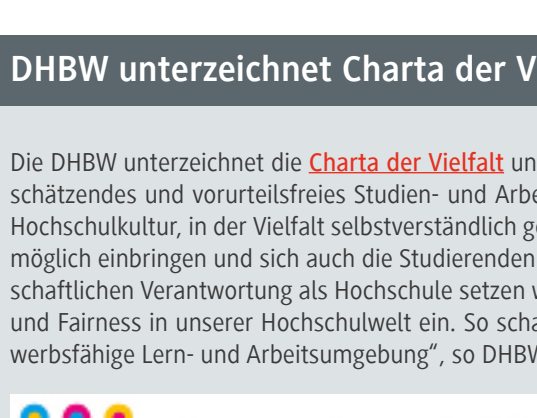 DHBW unterzeichnet Charta der V
Die DHBW unterzeichnet die Charta der Vielfalt un
schätzendes und vorurteilsfreies Studien- und Arbe
Hochschulkultur, in der Vielfalt selbstverständlich ge
möglich einbringen und sich auch die Studierenden
schaftlichen Verantwortung als Hochschule setzen w
und Fairness in unserer Hochschulwelt ein. So scha
werbsfähige Lern- und Arbeitsumgebung“, so DHBW